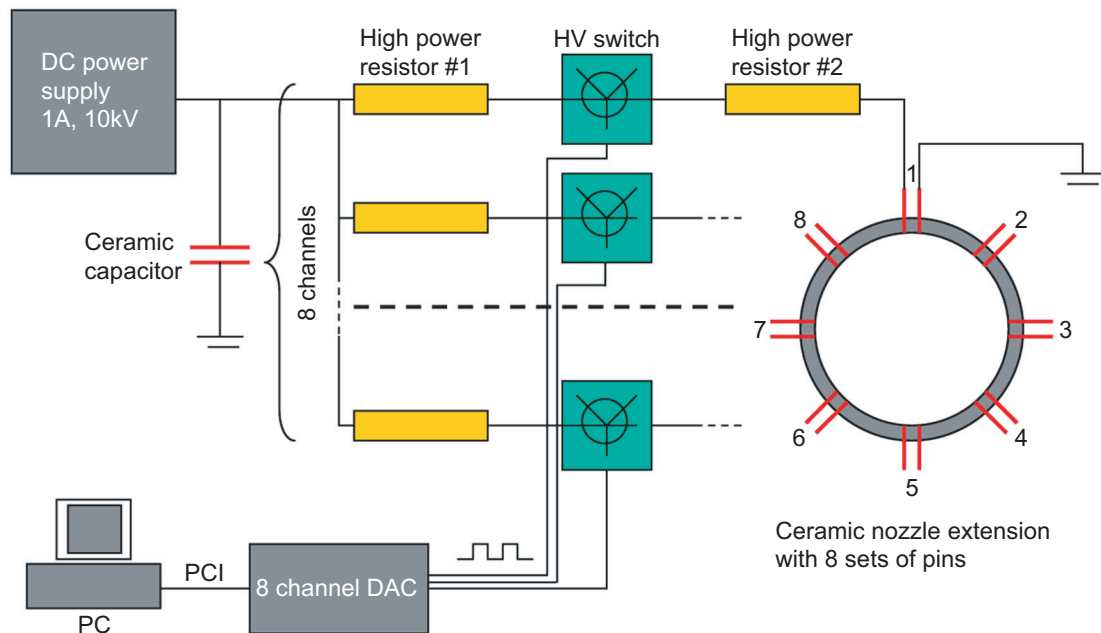 DC power
supply
1A, 10kV
High power
resistor #1
HV switch
High power
resistor #2
Ceramic
capacitor
8 channels
1
2
3
4
5
6
7
8
Ceramic nozzle extension
with 8 sets of pins
PCI
8 channel DAC
PC